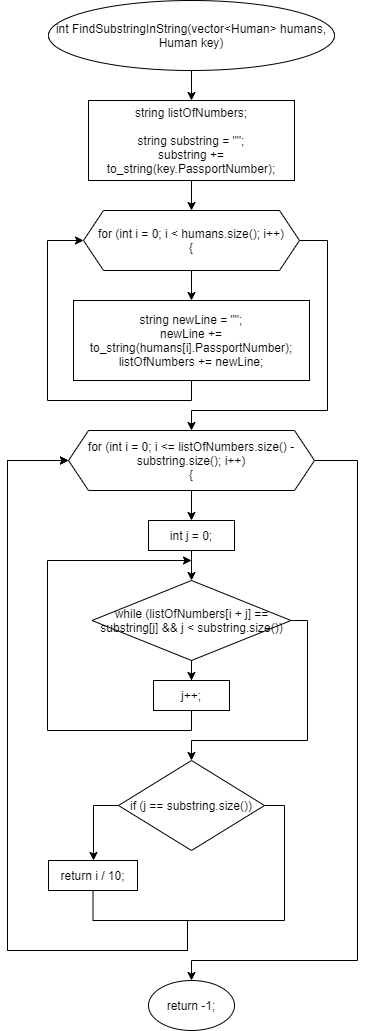 int FindSubstringInString(vector<Human> humans,
Human key)
string listOfNumbers;
string substring = "";
substring +=
to_string(key.PassportNumber);
for (int i = 0; i < humans.size(); i++)
{
string newLine = "";
newLine +=
to_string(humans[i].PassportNumber);
listOfNumbers += newLine;
for (int i = 0; i <= listOfNumbers.size() -
substring.size(); i++)
{
int j = 0;
while (listOfNumbers[i + j] ==
substring[j] && j < substring.size())
j++;
if (j == substring.size())
return i / 10;
return -1;